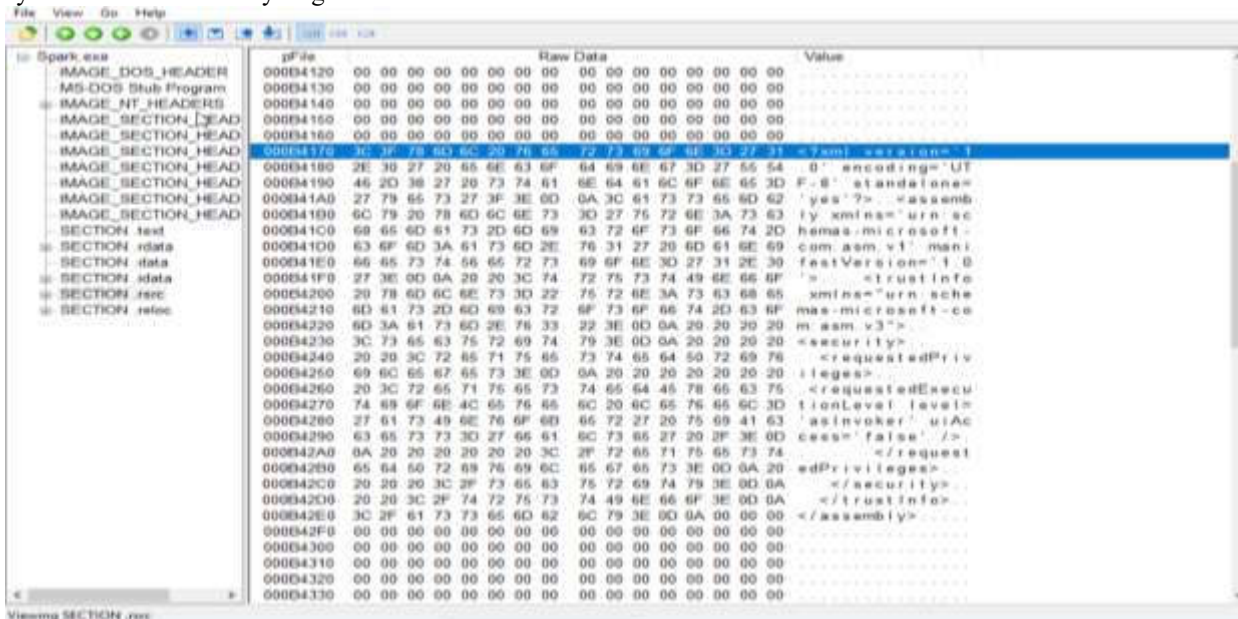 File View Go Help
Spark.exe
IMAGE_DOS_HEADER
MS-DOS Stub Program
IMAGE_NT_HEADERS
IMAGE_SECTION_HEAD
IMAGE_SECTION_HEAD
IMAGE_SECTION_HEAD
IMAGE_SECTION_HEAD
IMAGE_SECTION_HEAD
IMAGE_SECTION_HEAD
SECTION .text
SECTION .rdata
SECTION .data
SECTION .xdata
SECTION .rsrc
SECTION .reloc
pFile Raw Data Value
000B4120 00 00 00 00 00 00 00 00 00 00 00 00 00 00 00 00
000B4130 00 00 00 00 00 00 00 00 00 00 00 00 00 00 00 00
000B4140 00 00 00 00 00 00 00 00 00 00 00 00 00 00 00 00
000B4150 00 00 00 00 00 00 00 00 00 00 00 00 00 00 00 00
000B4160 00 00 00 00 00 00 00 00 00 00 00 00 00 00 00 00
000B4170 3C 3F 78 6D 6C 20 76 65 72 73 69 6F 6E 3D 27 31 <?xml version='1
000B4180 2E 30 27 20 65 6E 63 6F 64 69 6E 67 3D 27 55 54 .0' encoding='UT
000B4190 46 2D 38 27 20 73 74 61 6E 64 61 6C 6F 6E 65 3D F-8' standalone=
000B41A0 27 79 65 73 27 3F 3E 0D 0A 3C 61 73 73 65 6D 62 'yes'?>..<assemb
000B41B0 6C 79 20 78 6D 6C 6E 73 3D 27 75 72 6E 3A 73 63 ly xmlns='urn:sc
000B41C0 68 65 6D 61 73 2D 6D 69 63 72 6F 73 6F 66 74 2D hemas-microsoft-
000B41D0 63 6F 6D 3A 61 73 6D 2E 76 31 27 20 6D 61 6E 69 com:asm.v1' mani
000B41E0 66 65 73 74 56 65 72 73 69 6F 6E 3D 27 31 2E 30 festVersion='1.0
000B41F0 27 3E 0D 0A 20 20 3C 74 72 75 73 74 49 6E 66 6F '>.. <trustInfo
000B4200 20 78 6D 6C 6E 73 3D 22 75 72 6E 3A 73 63 68 65 xmlns="urn:sche
000B4210 6D 61 73 2D 6D 69 63 72 6F 73 6F 66 74 2D 63 6F mas-microsoft-co
000B4220 6D 3A 61 73 6D 2E 76 33 22 3E 0D 0A 20 20 20 20 m:asm.v3">..
000B4230 3C 73 65 63 75 72 69 74 79 3E 0D 0A 20 20 20 20 <security>..
000B4240 20 20 3C 72 65 71 75 65 73 74 65 64 50 72 69 76 <requestedPriv
000B4250 69 6C 65 67 65 73 3E 0D 0A 20 20 20 20 20 20 20 ileges>..
000B4260 20 3C 72 65 71 75 65 73 74 65 64 45 78 65 63 75 <requestedExecu
000B4270 74 69 6F 6E 4C 65 76 65 6C 20 6C 65 76 65 6C 3D tionLevel level=
000B4280 27 61 73 49 6E 76 6F 6B 65 72 27 20 75 69 41 63 'asInvoker' uiAc
000B4290 63 65 73 73 3D 27 66 61 6C 73 65 27 20 2F 3E 0D cess='false' />.
000B42A0 0A 20 20 20 20 20 20 3C 2F 72 65 71 75 65 73 74 . </request
000B42B0 65 64 50 72 69 76 69 6C 65 67 65 73 3E 0D 0A 20 edPrivileges>..
000B42C0 20 20 20 3C 2F 73 65 63 75 72 69 74 79 3E 0D 0A </security>..
000B42D0 20 20 3C 2F 74 72 75 73 74 49 6E 66 6F 3E 0D 0A </trustInfo>..
000B42E0 3C 2F 61 73 73 65 6D 62 6C 79 3E 0D 0A 00 00 00 </assembly>.....
000B42F0 00 00 00 00 00 00 00 00 00 00 00 00 00 00 00 00
000B4300 00 00 00 00 00 00 00 00 00 00 00 00 00 00 00 00
000B4310 00 00 00 00 00 00 00 00 00 00 00 00 00 00 00 00
000B4320 00 00 00 00 00 00 00 00 00 00 00 00 00 00 00 00
000B4330 00 00 00 00 00 00 00 00 00 00 00 00 00 00 00 00
Viewing SECTION .rsrc